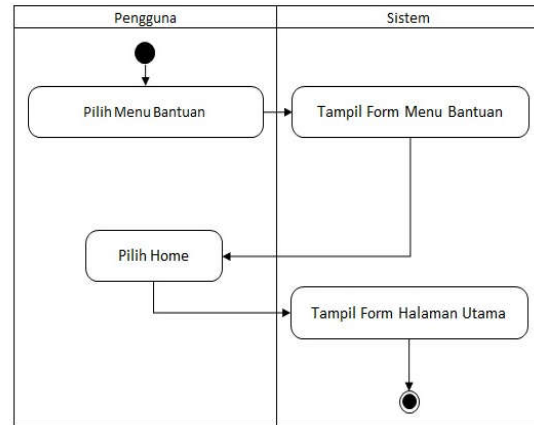 Pengguna
Sistem
Pilih Menu Bantuan
Tampil Form Menu Bantuan
Pilih Home
Tampil Form Halaman Utama